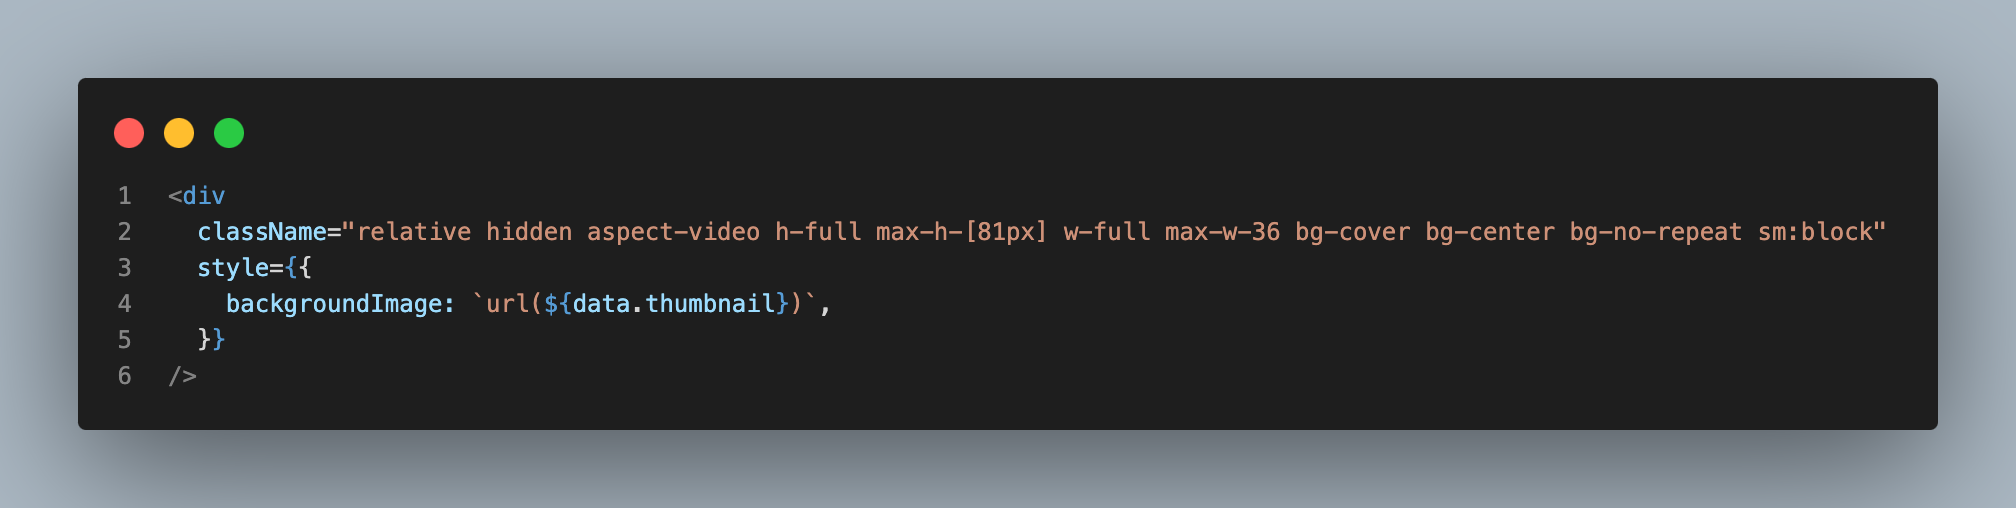 1 <div
2 className="relative hidden aspect-video h-full max-h-[81px] w-full max-w-36 bg-cover bg-center bg-no-repeat sm:block"
3 style={{
4 backgroundImage: `url(${data.thumbnail})`,
5 }}
6 />